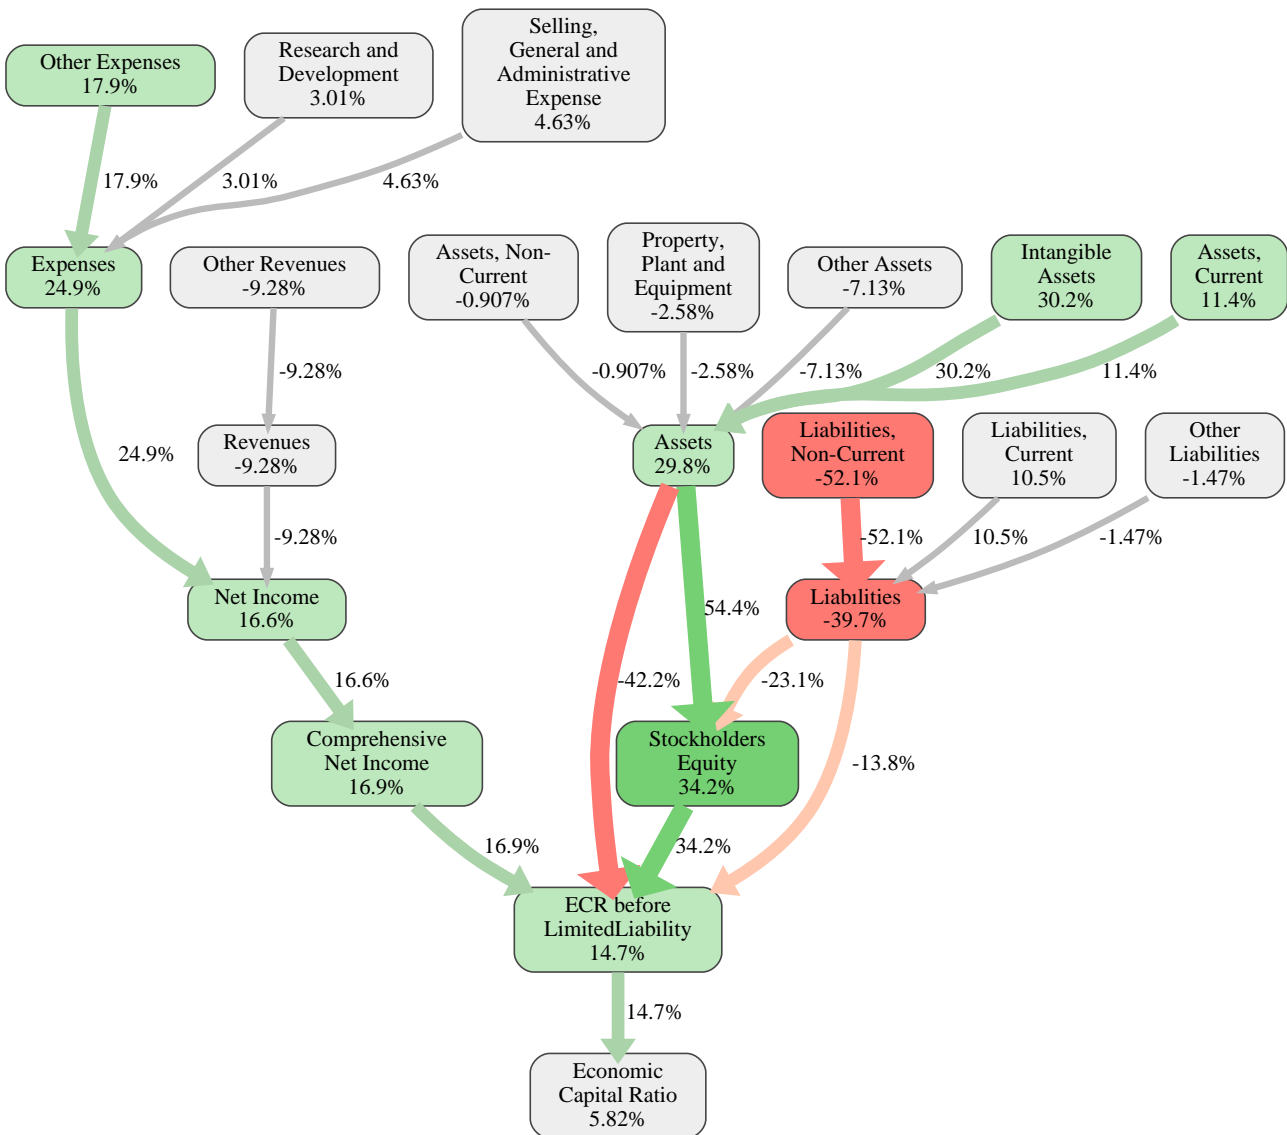 Selling,
General and
Administrative
Expense
4.63%
Research and
Development
3.01%
Other Expenses
17.9%
17.9%
3.01%
4.63%
Expenses
24.9%
Other Revenues
-9.28%
Assets, Non-
Current
-0.907%
Property,
Plant and
Equipment
-2.58%
Other Assets
-7.13%
Intangible
Assets
30.2%
Assets,
Current
11.4%
-9.28%
-0.907%
-2.58%
-7.13%
30.2%
11.4%
24.9%
Revenues
-9.28%
Assets
29.8%
Liabilities,
Non-Current
-52.1%
Liabilities,
Current
10.5%
Other
Liabilities
-1.47%
-9.28%
-52.1%
10.5%
-1.47%
Net Income
16.6%
54.4%
Liabilities
-39.7%
16.6%
-42.2%
-23.1%
Comprehensive
Net Income
16.9%
Stockholders
Equity
34.2%
-13.8%
16.9%
34.2%
ECR before
LimitedLiability
14.7%
14.7%
Economic
Capital Ratio
5.82%